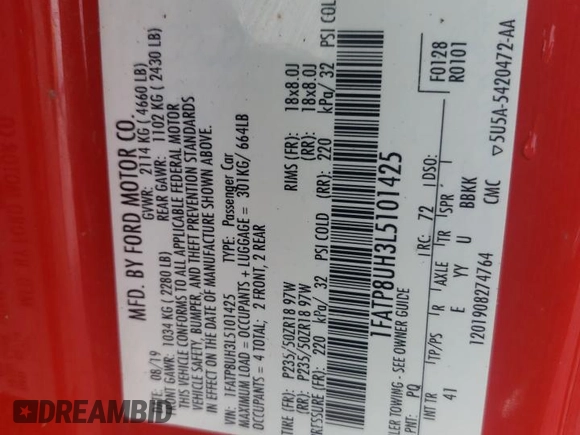 MFD. BY FORD MOTOR CO.
DATE: 08/19 GVWR: 2114 KG ( 4660 LB)
FRONT GAWR: 1034 KG ( 2280 LB) REAR GAWR: 1102 KG ( 2430 LB)
THIS VEHICLE CONFORMS TO ALL APPLICABLE FEDERAL MOTOR
VEHICLE SAFETY, BUMPER, AND THEFT PREVENTION STANDARDS
IN EFFECT ON THE DATE OF MANUFACTURE SHOWN ABOVE.
VIN: 1FATP8UH3L5101425 TYPE: Passenger Car
MAXIMUM LOAD = OCCUPANTS + LUGGAGE = 301KG/ 664LB
OCCUPANTS = 4 TOTAL; 2 FRONT, 2 REAR
TIRE (FR): P235/50ZR18 97W RIMS (FR): 18x8.0J
TIRE (RR): P235/50ZR18 97W (RR): 18x8.0J
PRESSURE (FR): 220 kPa/ 32 PSI COLD (RR): 220 kPa/ 32 PSI COLD
1FATP8UH3L5101425
TRAILER TOWING - SEE OWNER GUIDE
PNT: PQ RC: 72 DSO: F0128 R0101
INT TR TP/PS R AXLE TR SPR
41 E YY U BBKK
1201908274764 CMC ▽5U5A-5420472-AA
DREAMBID